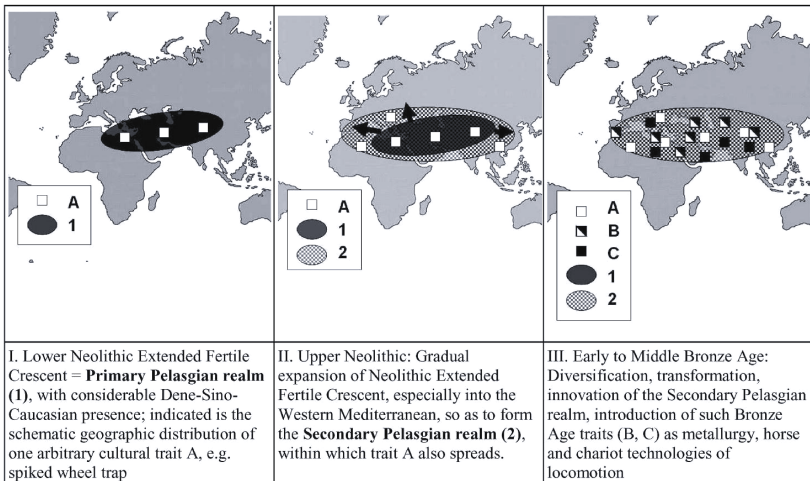 A
1
A
1
2
A
B
C
1
2
I. Lower Neolithic Extended Fertile
Crescent = Primary Pelasgian realm
(1), with considerable Dene-Sino-
Caucasian presence; indicated is the
schematic geographic distribution of
one arbitrary cultural trait A, e.g.
spiked wheel trap
II. Upper Neolithic: Gradual
expansion of Neolithic Extended
Fertile Crescent, especially into the
Western Mediterranean, so as to form
the Secondary Pelasgian realm (2),
within which trait A also spreads.
III. Early to Middle Bronze Age:
Diversification, transformation,
innovation of the Secondary Pelasgian
realm, introduction of such Bronze
Age traits (B, C) as metallurgy, horse
and chariot technologies of
locomotion